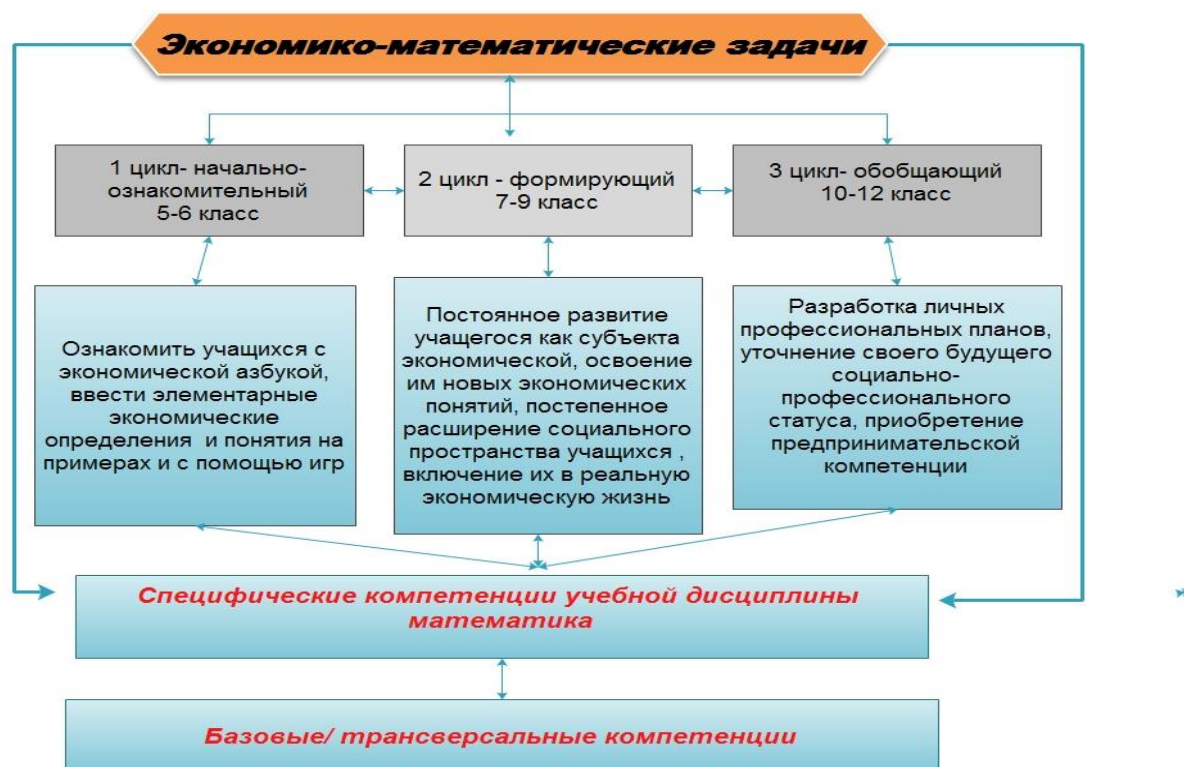 Экономико-математические задачи
1 цикл- начально-
ознакомительный
5-6 класс
2 цикл - формирующий
7-9 класс
3 цикл- обобщающий
10-12 класс
Ознакомить учащихся с
экономической азбукой,
ввести элементарные
экономические
определения и понятия на
примерах и с помощью игр
Постоянное развитие
учащегося как субъекта
экономической, освоение
им новых экономических
понятий, постепенное
расширение социального
пространства учащихся ,
включение их в реальную
экономическую жизнь
Разработка личных
профессиональных планов,
уточнение своего будущего
социально-
профессионального
статуса, приобретение
предпринимательской
компетенции
Специфические компетенции учебной дисциплины
математика
Базовые/ трансверсальные компетенции